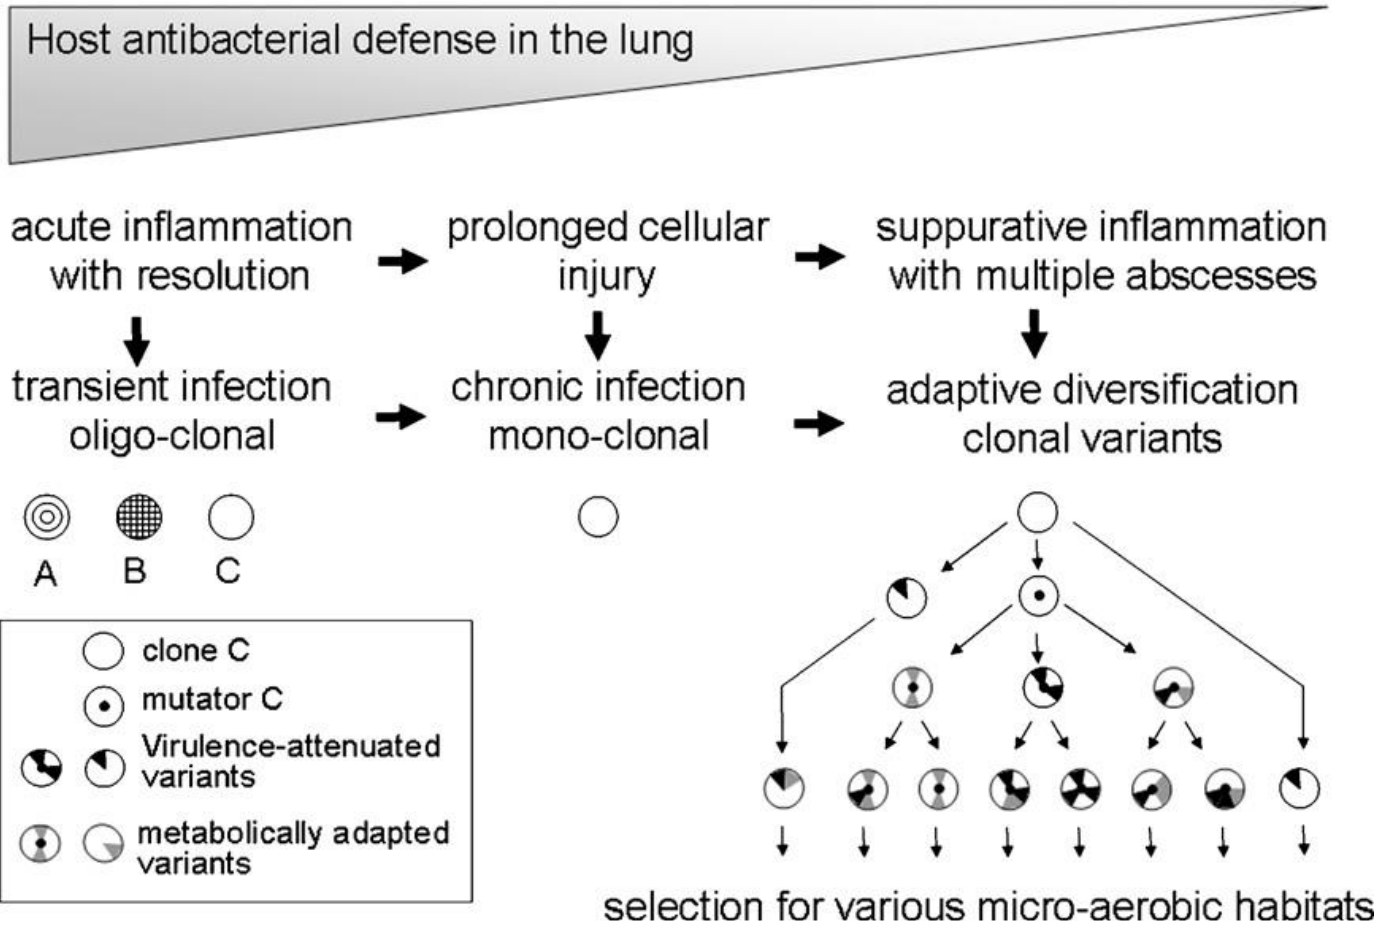 Host antibacterial defense in the lung
acute inflammation
with resolution
prolonged cellular
injury
suppurative inflammation
with multiple abscesses
transient infection
oligo-clonal
chronic infection
mono-clonal
adaptive diversification
clonal variants
A
B
C
clone C
mutator C
Virulence-attenuated
variants
metabolically adapted
variants
selection for various micro-aerobic habitats